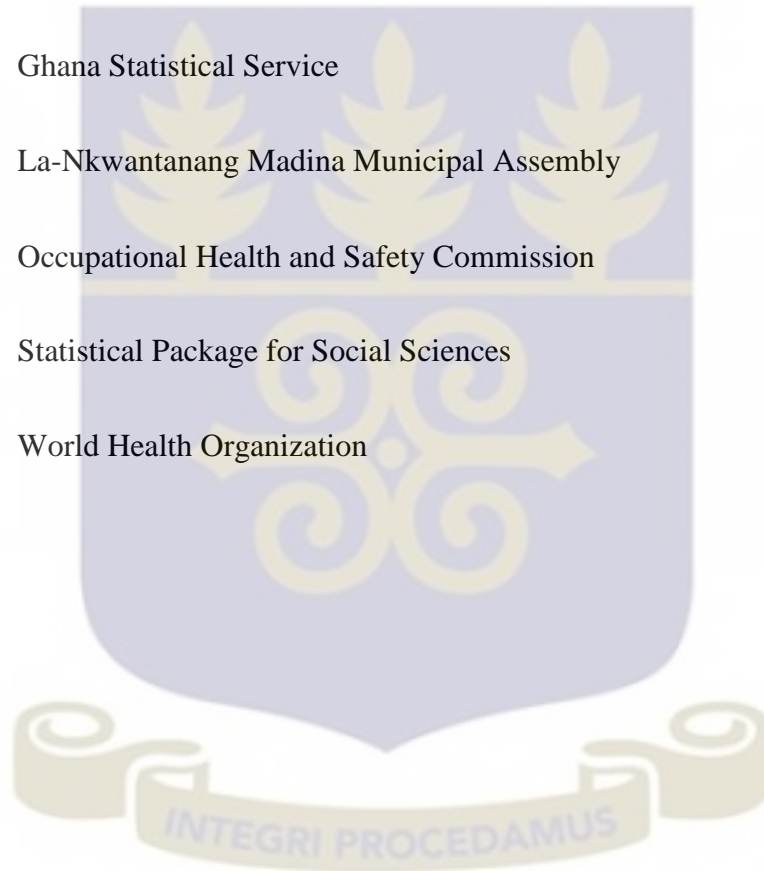 Ghana Statistical Service
La-Nkwantanang Madina Municipal Assembly
Occupational Health and Safety Commission
Statistical Package for Social Sciences
World Health Organization
INTEGRI PROCEDAMUS